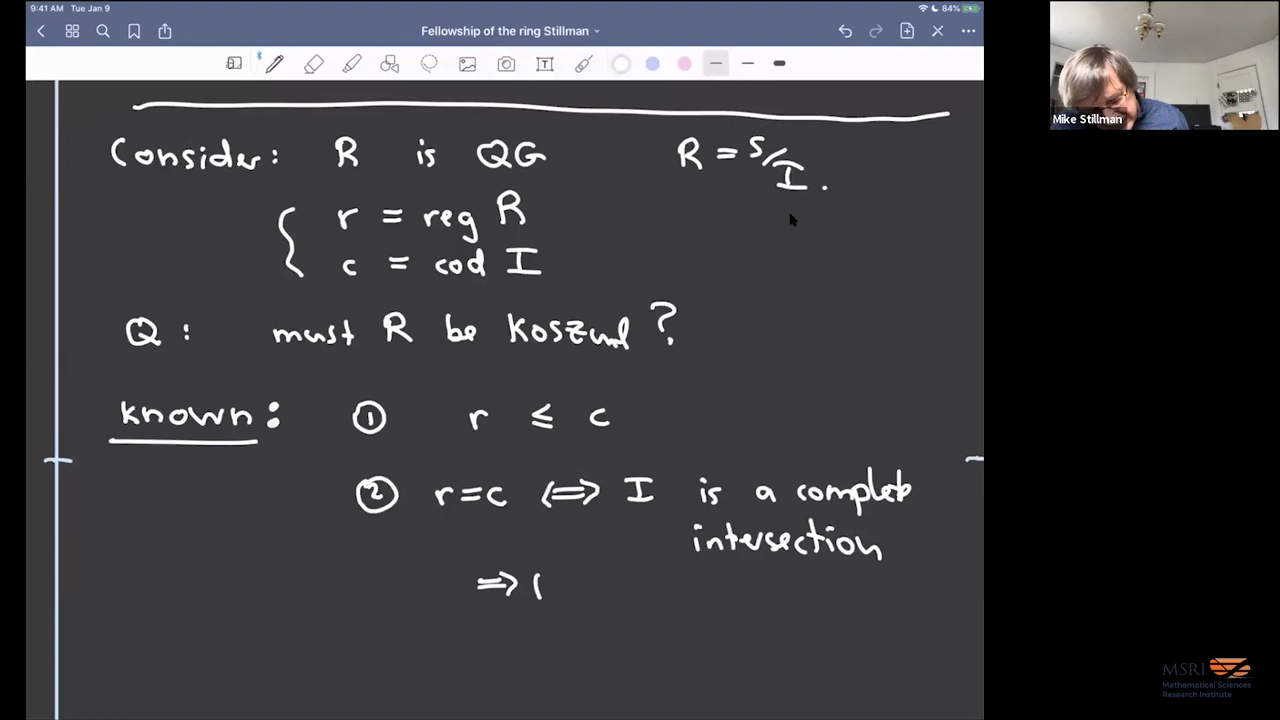 9:41 AM Tue Jan 9
84%
Fellowship of the ring Stillman
Consider: R is QG R = S/I.
r = reg R
c = cod I
Q: must R be Koszul?
Known: ① r ≤ c
② r=c ⟺ I is a complete
intersection
⟹
Mike Stillman
MSRI
Mathematical Sciences
Research Institute